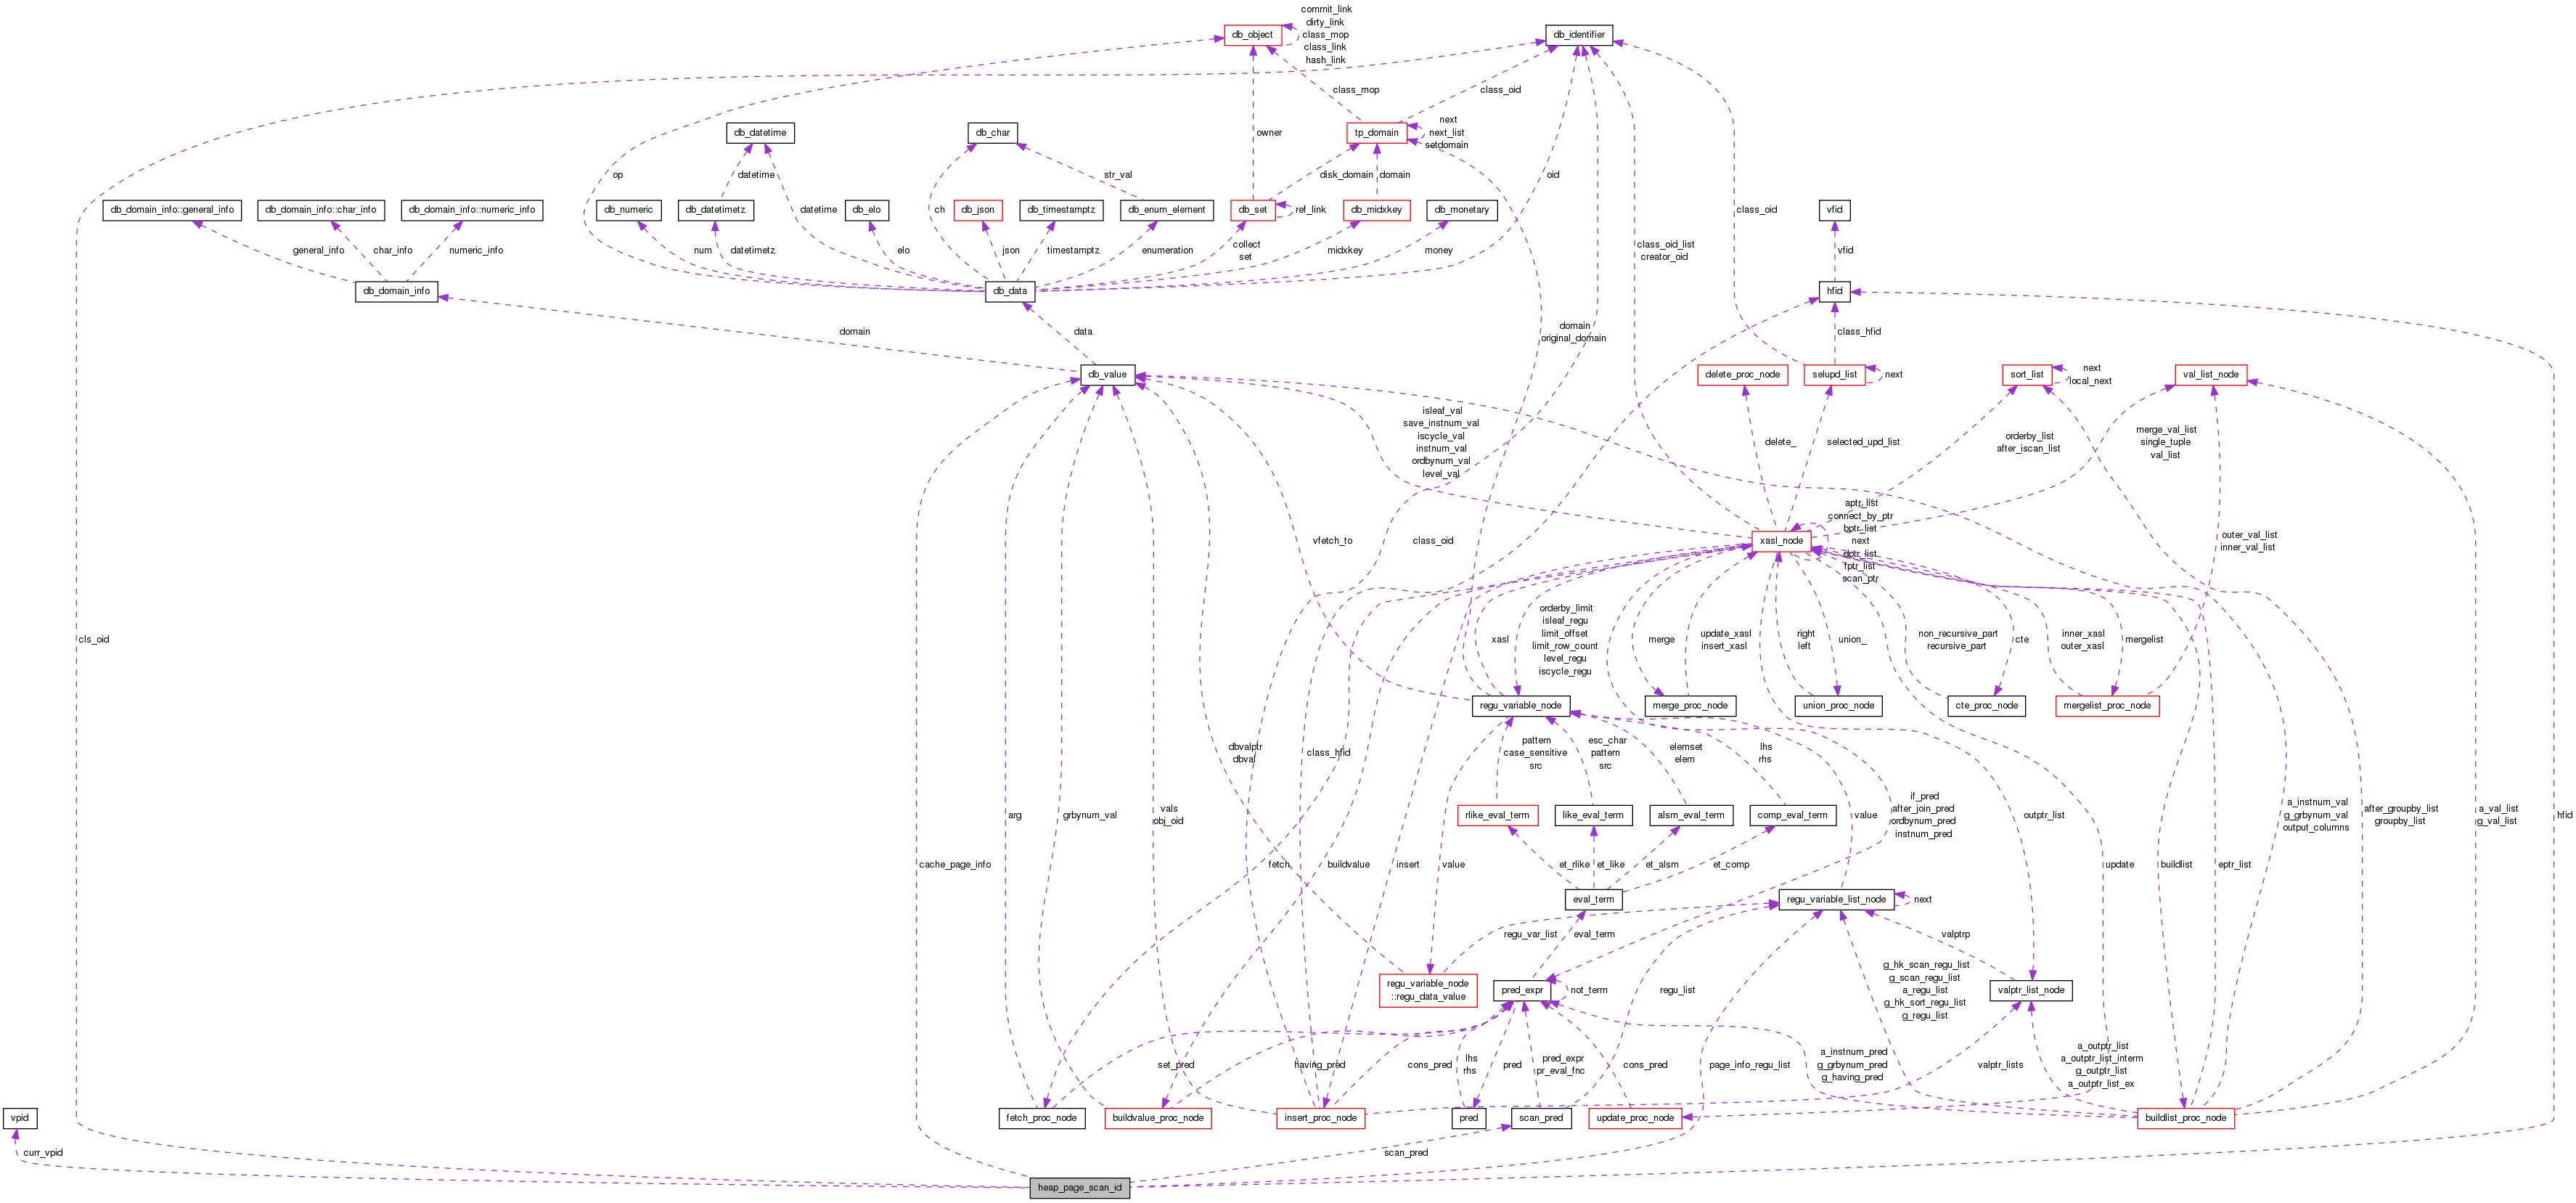 commit_link
dirty_link
class_mop
class_link
hash_link
db_object
db_identifier
class_mop
class_oid
db_datetime
db_char
owner
tp_domain
next
next_list
setdomain
op
datetime
str_val
disk_domain
domain
oid
db_domain_info::general_info
db_domain_info::char_info
db_domain_info::numeric_info
db_numeric
db_datetimetz
datetime
db_elo
ch
db_json
db_timestamptz
db_enum_element
db_set
ref_link
db_midxkey
db_monetary
class_oid
vfid
general_info
char_info
numeric_info
num
datetimetz
elo
json
timestamptz
enumeration
collect
set
midxkey
money
class_oid_list
creator_oid
vfid
db_domain_info
db_data
hfid
domain
data
domain
original_domain
class_hfid
db_value
delete_proc_node
selupd_list
next
sort_list
next
local_next
val_list_node
isleaf_val
save_instnum_val
iscycle_val
instnum_val
ordbynum_val
level_val
delete_
selected_upd_list
orderby_list
after_iscan_list
merge_val_list
single_tuple
val_list
vfetch_to
class_oid
xasl_node
aptr_list
connect_by_ptr
bptr_list
next
dptr_list
fptr_list
scan_ptr
outer_val_list
inner_val_list
cls_oid
xasl
orderby_limit
isleaf_regu
limit_offset
limit_row_count
level_regu
iscycle_regu
merge
update_xasl
insert_xasl
right
left
union_
non_recursive_part
recursive_part
cte
inner_xasl
outer_xasl
mergelist
regu_variable_node
merge_proc_node
union_proc_node
cte_proc_node
mergelist_proc_node
dbvalptr
dbval
class_hfid
pattern
case_sensitive
src
esc_char
pattern
src
elemset
elem
lhs
rhs
arg
grbynum_val
vals
obj_oid
rlike_eval_term
like_eval_term
alsm_eval_term
comp_eval_term
value
if_pred
after_join_pred
ordbynum_pred
instnum_pred
outptr_list
a_instnum_val
g_grbynum_val
output_columns
after_groupby_list
groupby_list
a_val_list
g_val_list
hfid
cache_page_info
fetch
buildvalue
insert
value
et_rlike
et_like
et_alsm
et_comp
update
buildlist
eptr_list
eval_term
regu_variable_list_node
next
regu_var_list
eval_term
valptrp
regu_variable_node
::regu_data_value
pred_expr
not_term
regu_list
g_hk_scan_regu_list
g_scan_regu_list
a_regu_list
g_hk_sort_regu_list
g_regu_list
valptr_list_node
set_pred
having_pred
cons_pred
lhs
rhs
pred
pred_expr
pr_eval_fnc
cons_pred
page_info_regu_list
a_instnum_pred
g_grbynum_pred
g_having_pred
valptr_lists
a_outptr_list
a_outptr_list_interm
g_outptr_list
a_outptr_list_ex
vpid
fetch_proc_node
buildvalue_proc_node
insert_proc_node
pred
scan_pred
update_proc_node
buildlist_proc_node
curr_vpid
scan_pred
heap_page_scan_id